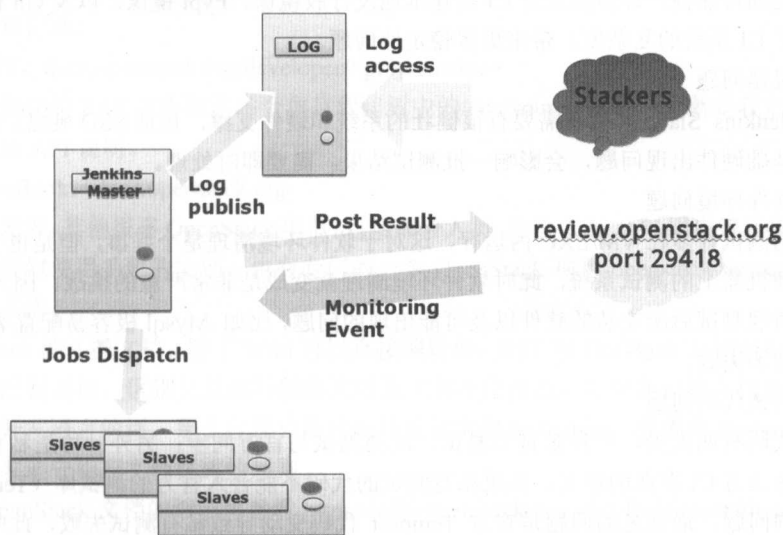 LOG
Log
access
Stackers
Jenkins
Master
Log
publish
Post Result
review.openstack.org
port 29418
Monitoring
Event
Jobs Dispatch
Slaves
Slaves
Slaves